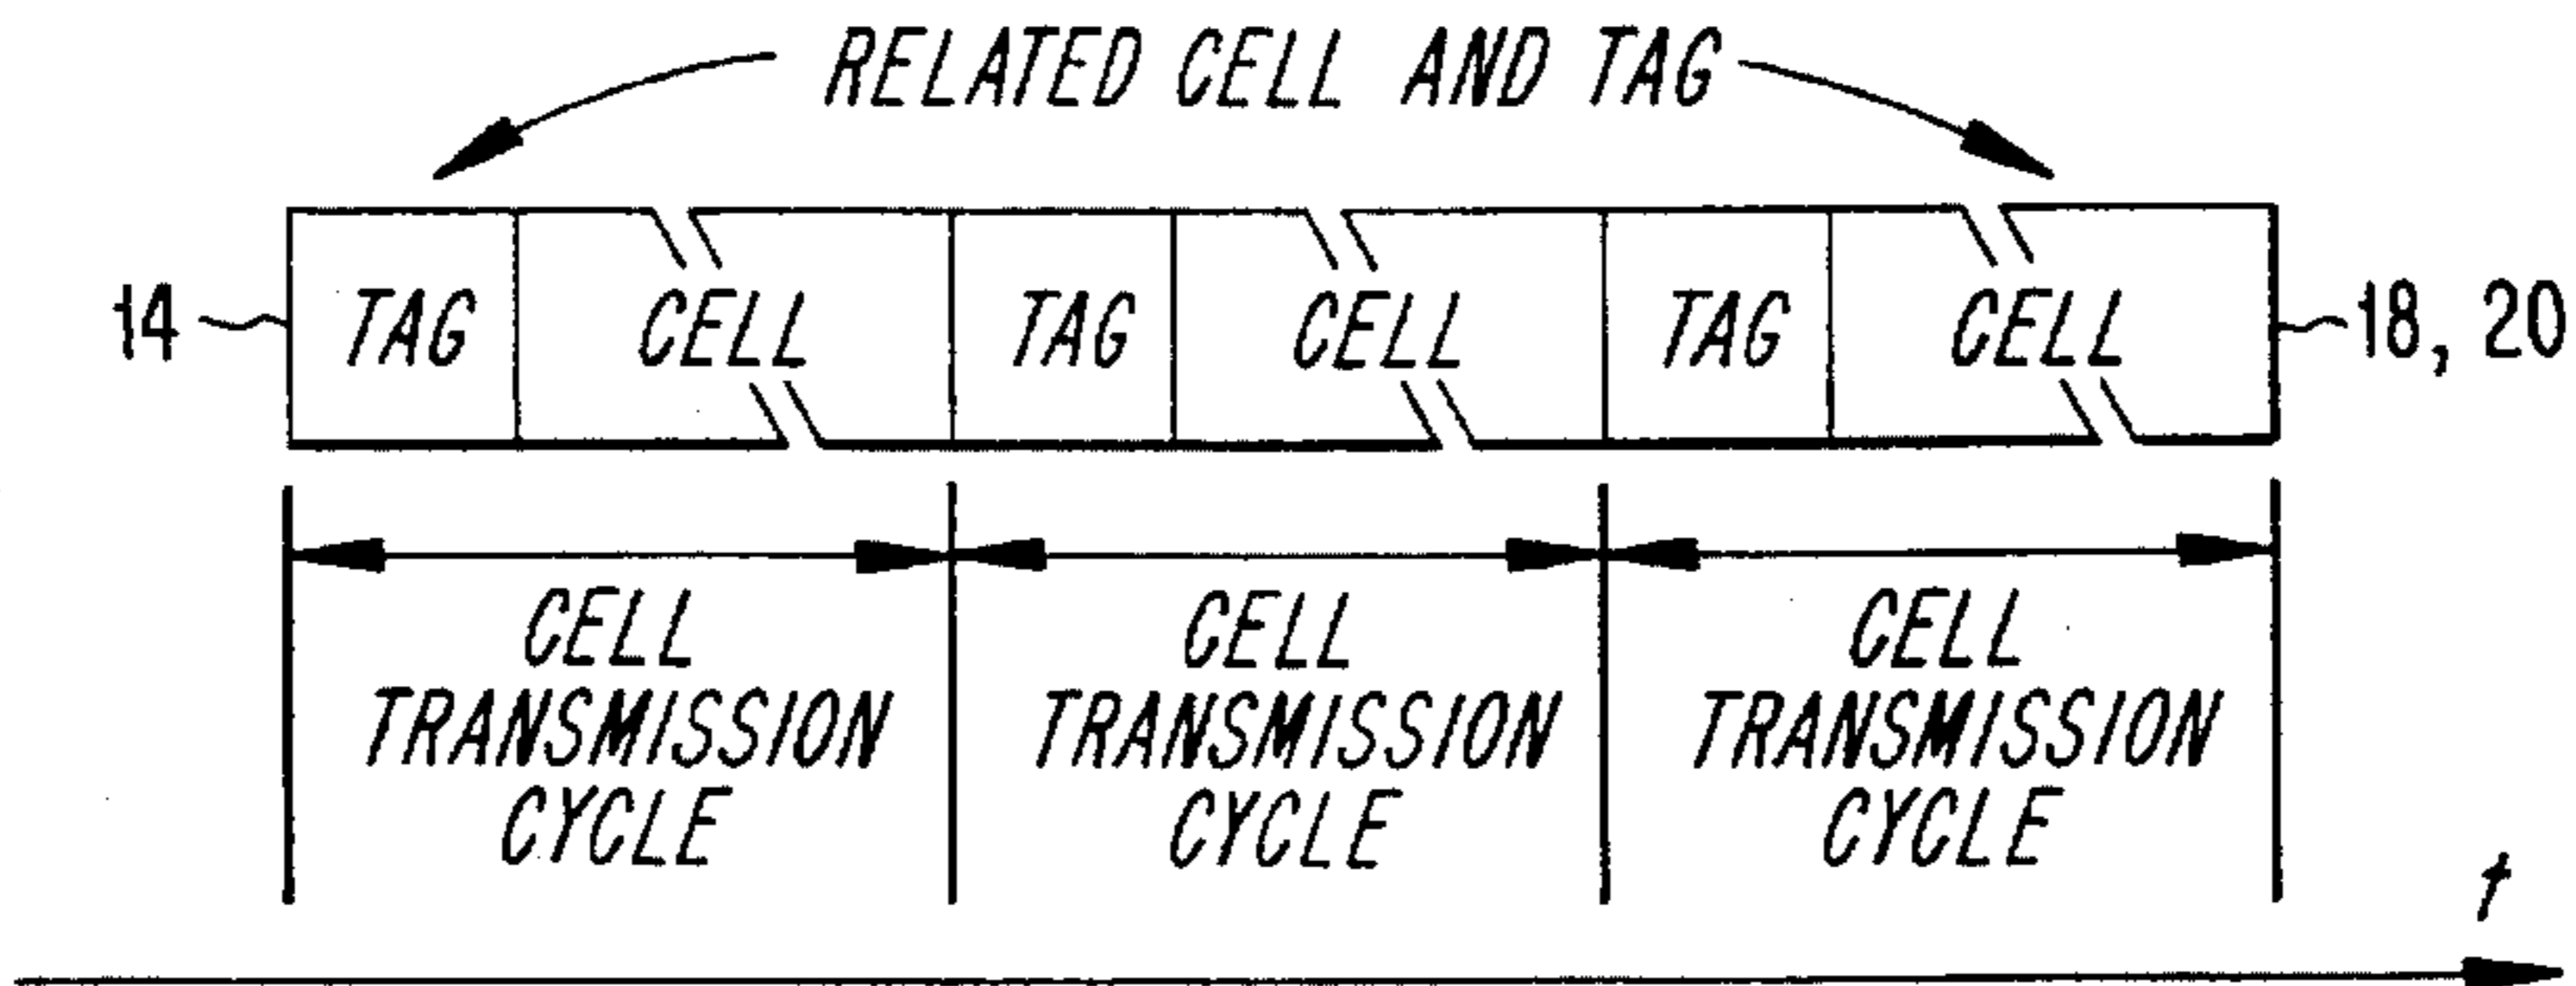 RELATED CELL AND TAG
14 TAG CELL TAG CELL TAG CELL 18, 20
CELL TRANSMISSION CYCLE
CELL TRANSMISSION CYCLE
CELL TRANSMISSION CYCLE
t